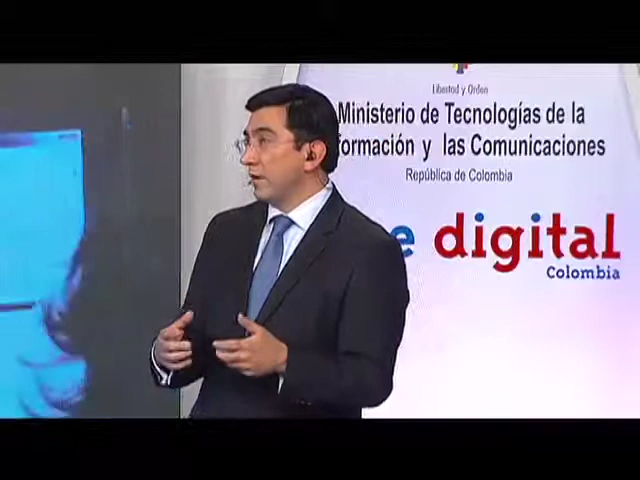 Libertad y Orden
Ministerio de Tecnologías de la
formación y las Comunicaciones
República de Colombia
e digital
Colombia